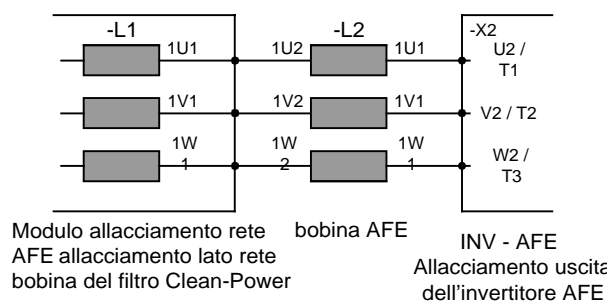 -L1
-L2
-X2
1U1
1U2
1U1
U2 /
T1
1V1
1V2
1V1
V2 / T2
1W
1
1W
2
1W
1
W2 /
T3
Modulo allacciamento rete
AFE allacciamento lato rete
bobina del filtro Clean-Power
bobina AFE
INV - AFE
Allacciamento uscita
dell'invertitore AFE